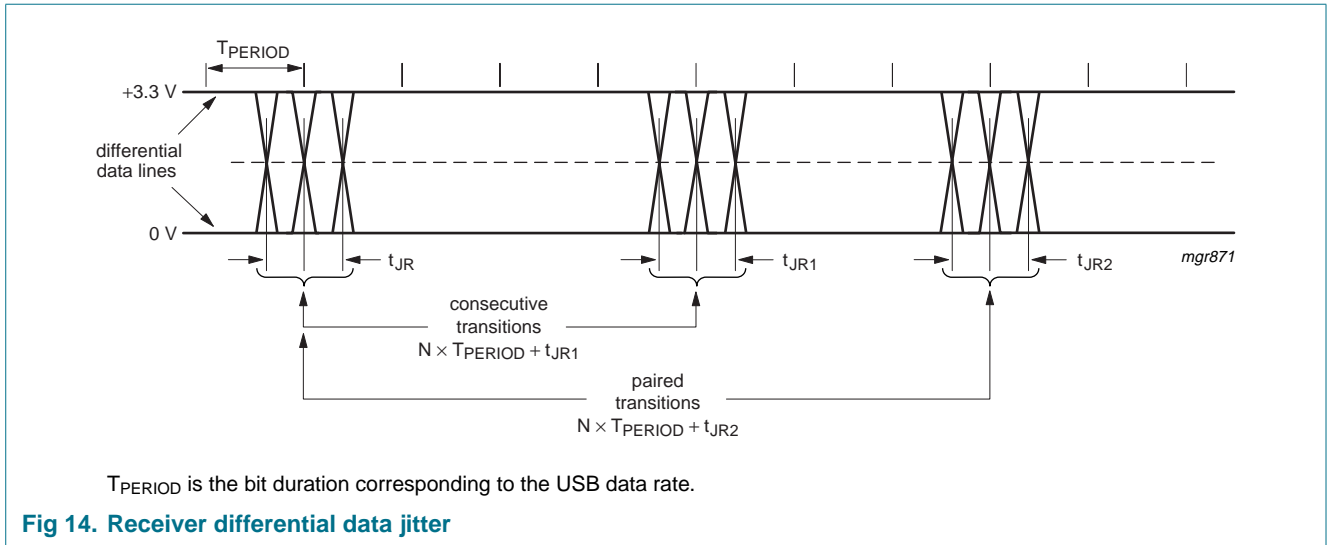 TPERIOD
+3.3 V
differential
data lines
0 V
tJR
tJR1
tJR2
mgr871
consecutive
transitions
N × TPERIOD + tJR1
paired
transitions
N × TPERIOD + tJR2
TPERIOD is the bit duration corresponding to the USB data rate.
Fig 14. Receiver differential data jitter